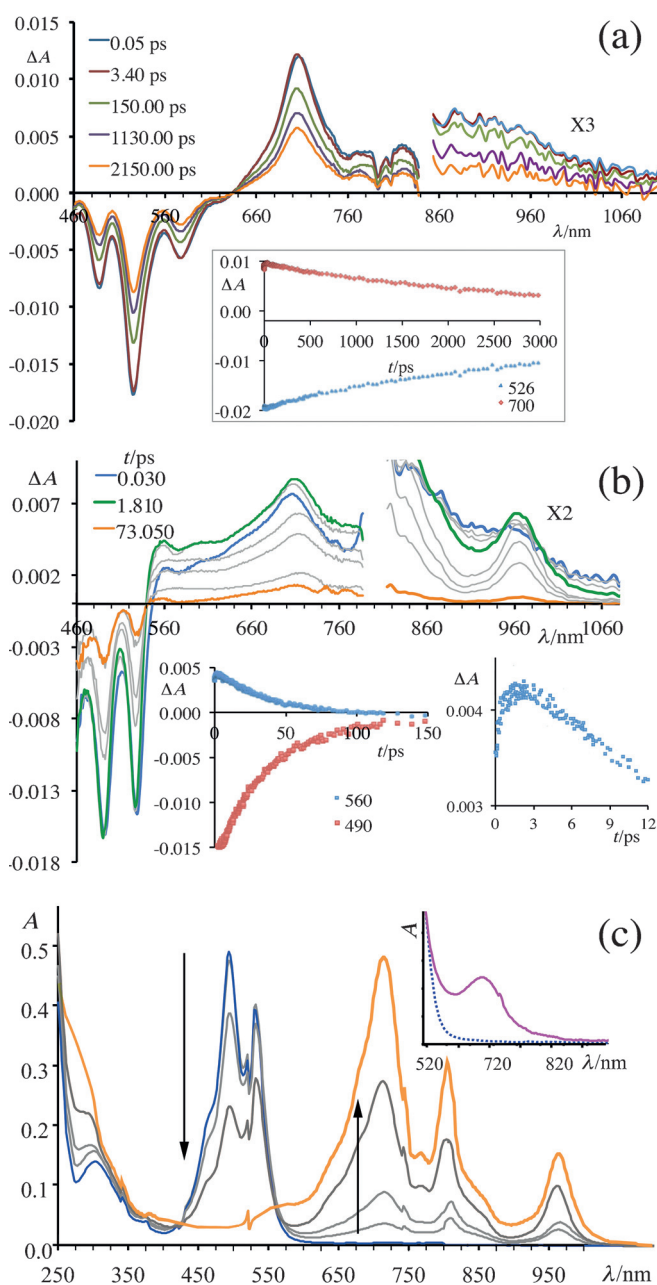 (a)
0.015
0.010
0.005
0.000
-0.005
-0.010
-0.015
-0.020
ΔA
0.05 ps
3.40 ps
150.00 ps
1130.00 ps
2150.00 ps
X3
460 560 660 760 860 960 1060
λ/nm
0.01
ΔA
0.00
-0.01
-0.02
0 500 1000 1500 2000 2500 3000
t/ps
526
700
(b)
ΔA
0.007
0.002
-0.003
-0.008
-0.013
-0.018
t/ps
0.030
1.810
73.050
X2
460 560 660 760 860 960 1060
λ/nm
0.005
ΔA
0.000
-0.005
-0.010
-0.015
0 50 100 150
t/ps
560
490
ΔA
0.004
0.003
0 3 6 9 12
t/ps
(c)
A
0.5
0.4
0.3
0.2
0.1
0.0
250 350 450 550 650 750 850 950
λ/nm
A
520 720 820
λ/nm